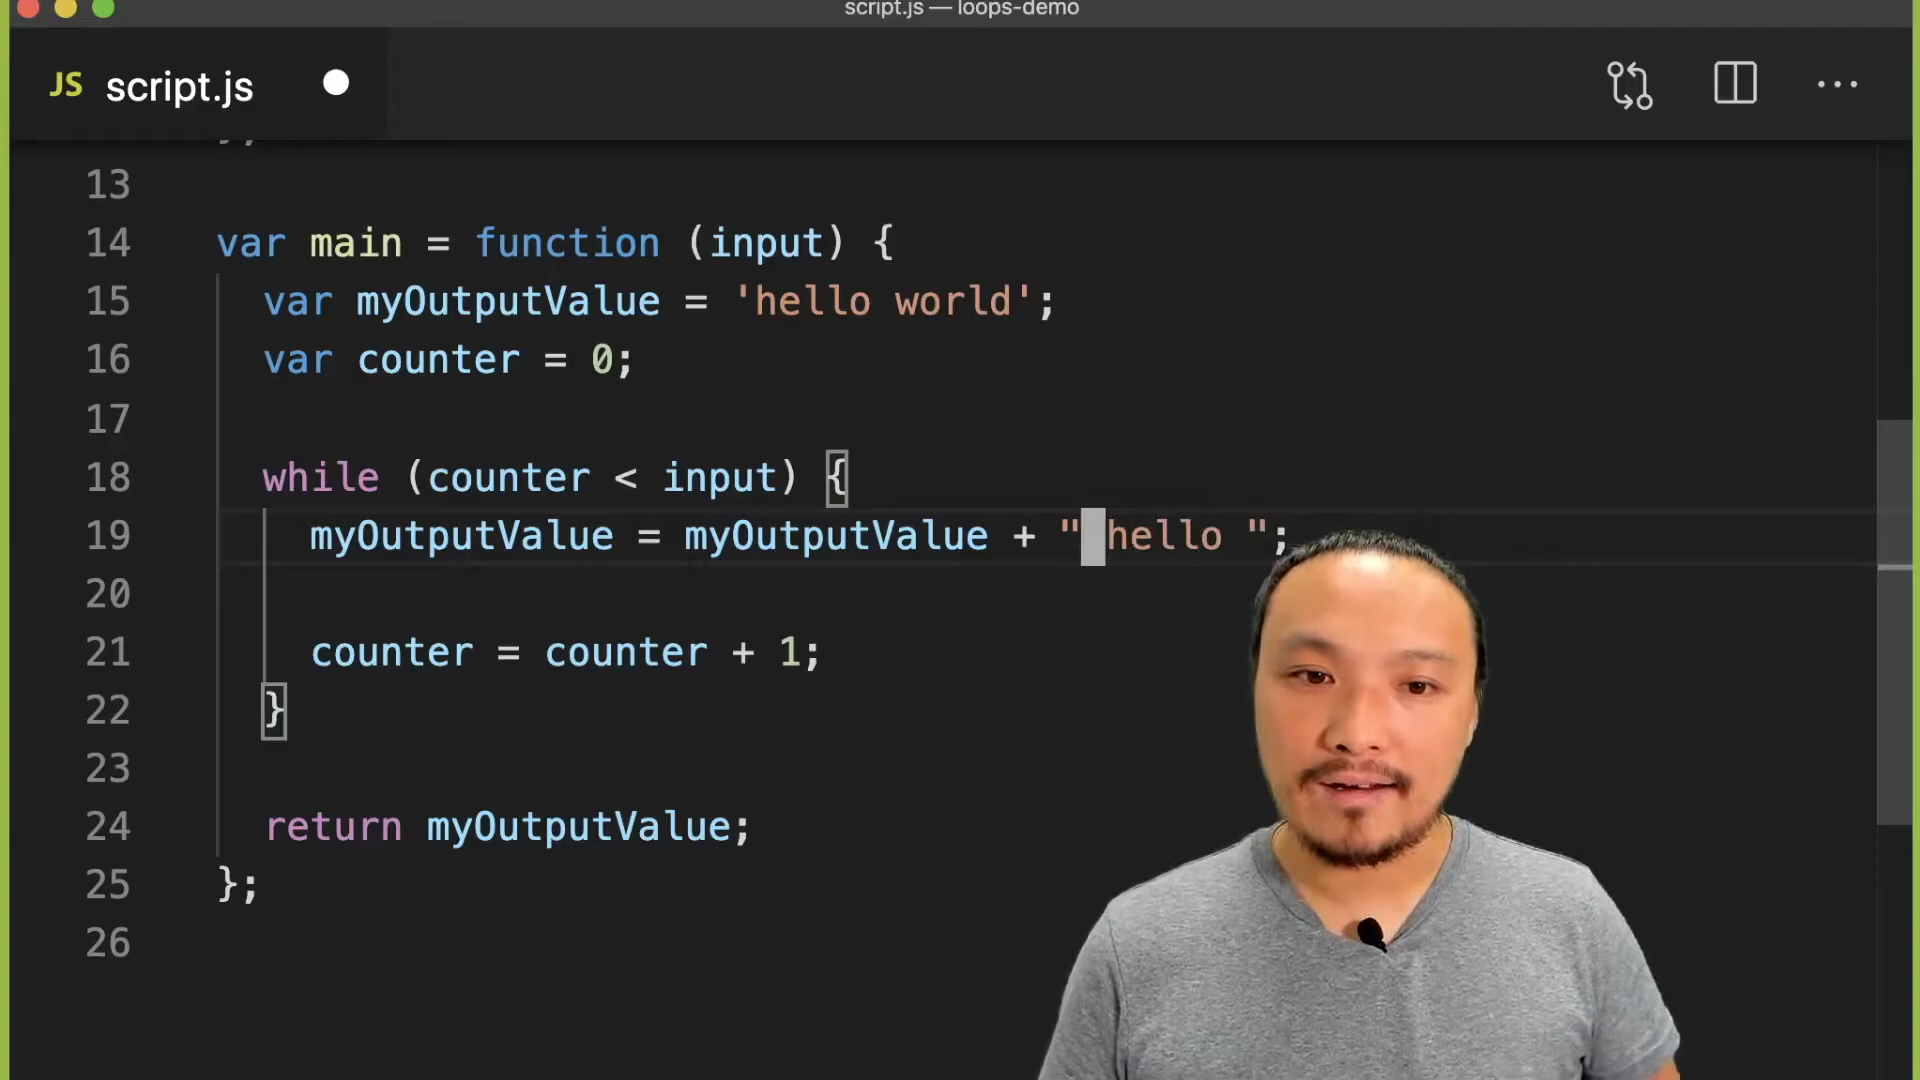 script.js — loops-demo
JS script.js
};
13
14 var main = function (input) {
15 var myOutputValue = 'hello world';
16 var counter = 0;
17
18 while (counter < input) {
19 myOutputValue = myOutputValue + " hello ";
20
21 counter = counter + 1;
22 }
23
24 return myOutputValue;
25 };
26